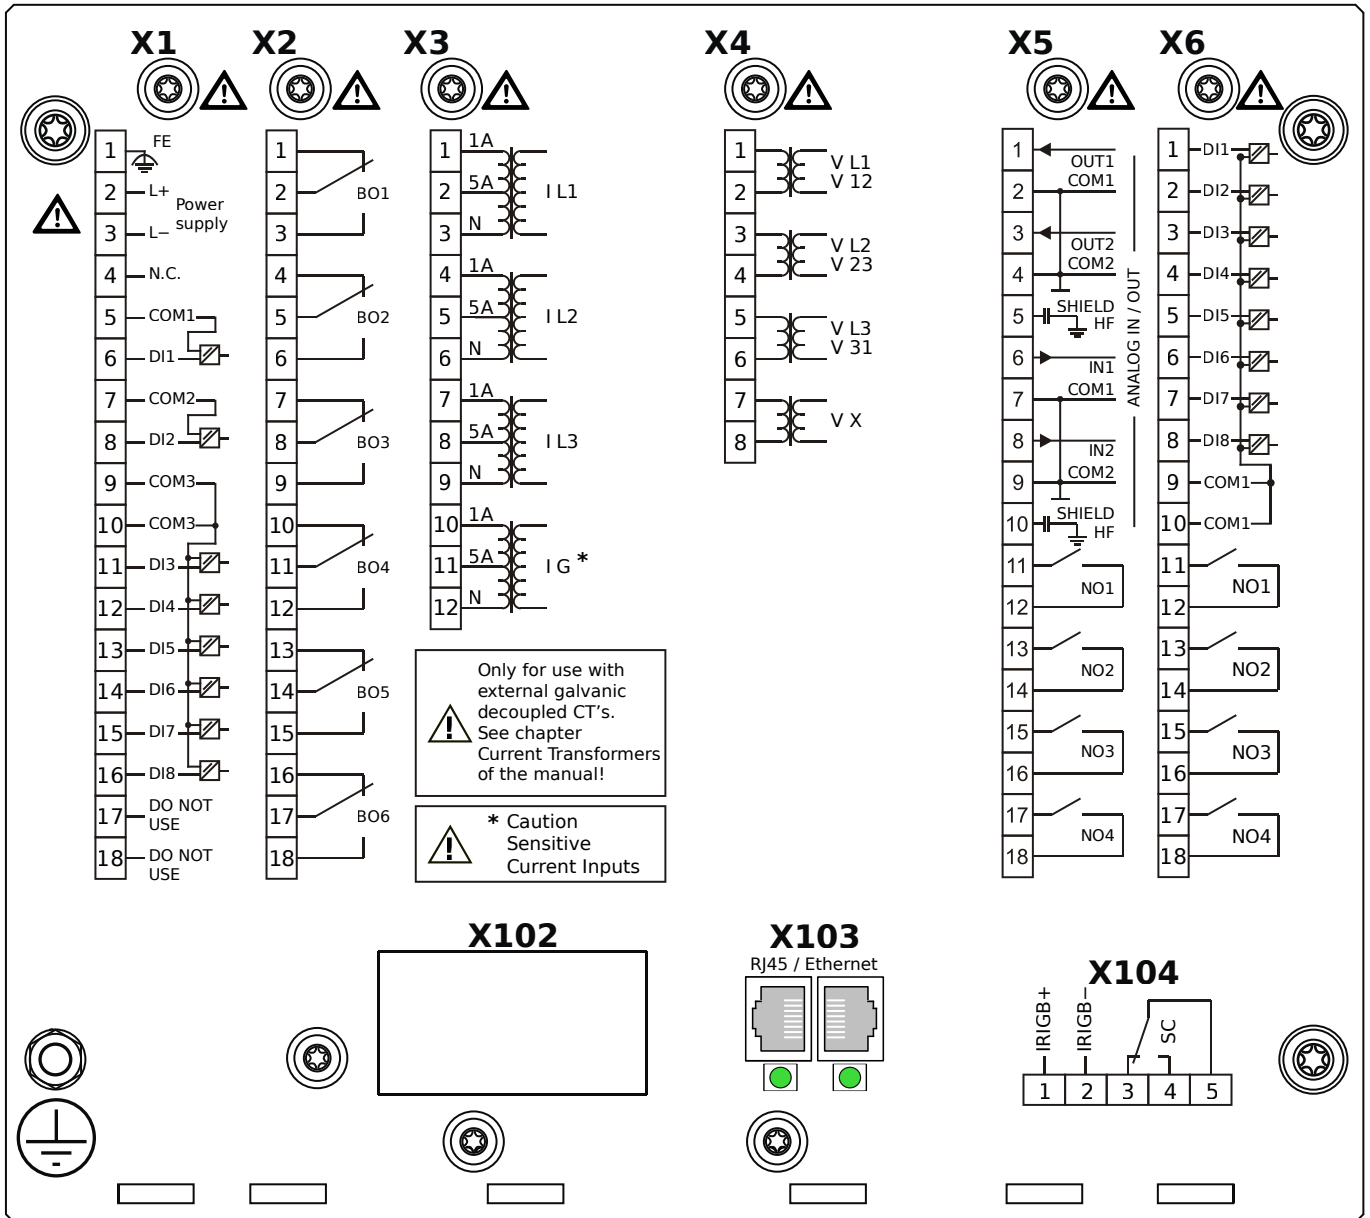 X1
X2
X3
X4
X5
X6
1 FE
2 L+
Power
supply
3 L−
4 N.C.
5 COM1
6 DI1
7 COM2
8 DI2
9 COM3
10 COM3
11 DI3
12 DI4
13 DI5
14 DI6
15 DI7
16 DI8
17 DO NOT
USE
18 DO NOT
USE
1
2 BO1
3
4
5 BO2
6
7
8 BO3
9
10
11 BO4
12
13
14 BO5
15
16
17 BO6
18
1 1A
2 5A I L1
3 N
4 1A
5 5A I L2
6 N
7 1A
8 5A I L3
9 N
10 1A
11 5A I G *
12 N
Only for use with
external galvanic
decoupled CT's.
See chapter
Current Transformers
of the manual!
* Caution
Sensitive
Current Inputs
1 V L1
2 V 12
3 V L2
4 V 23
5 V L3
6 V 31
7 V X
8
1 OUT1
2 COM1
3 OUT2
4 COM2
5 SHIELD
HF
6 IN1
7 COM1
8 IN2
9 COM2
10 SHIELD
HF
ANALOG IN / OUT
11
12 NO1
13
14 NO2
15
16 NO3
17
18 NO4
1 DI1
2 DI2
3 DI3
4 DI4
5 DI5
6 DI6
7 DI7
8 DI8
9 COM1
10 COM1
11
12 NO1
13
14 NO2
15
16 NO3
17
18 NO4
X102
X103
RJ45 / Ethernet
X104
IRIGB+
IRIGB−
SC
1 2 3 4 5